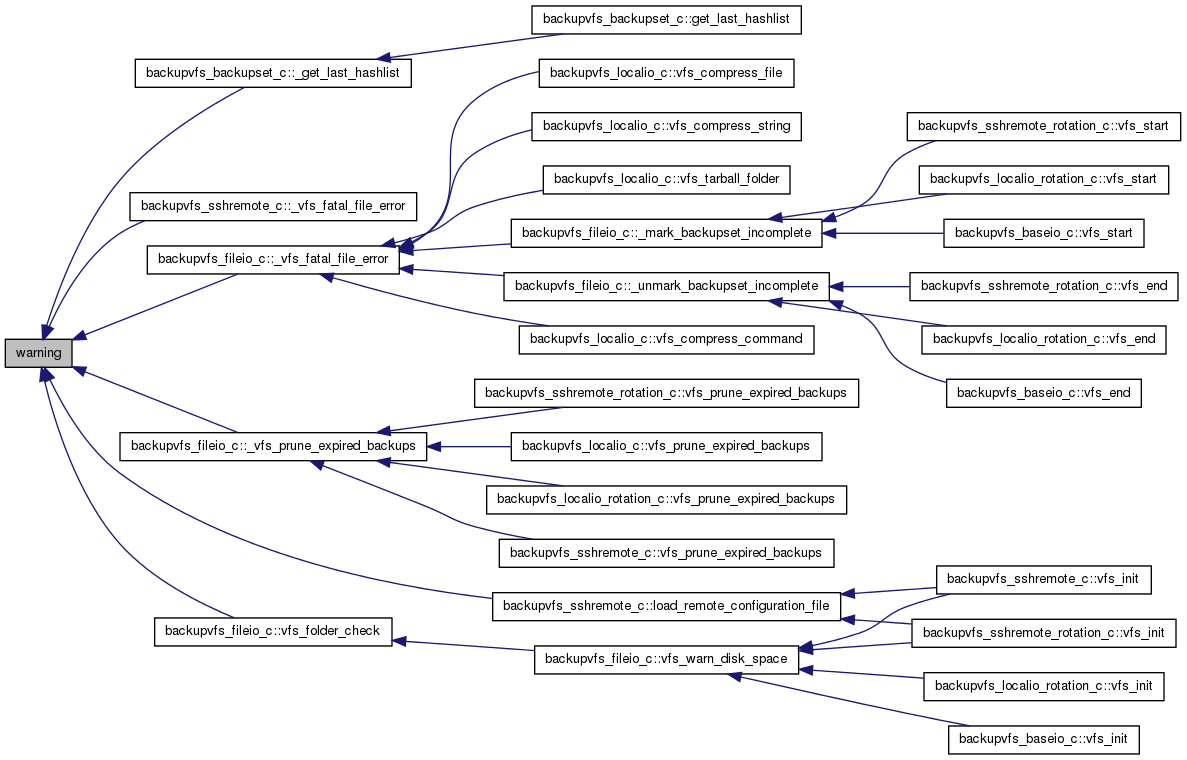 backupvfs_backupset_c::get_last_hashlist
backupvfs_backupset_c::_get_last_hashlist
backupvfs_localio_c::vfs_compress_file
backupvfs_localio_c::vfs_compress_string
backupvfs_sshremote_rotation_c::vfs_start
backupvfs_localio_c::vfs_tarball_folder
backupvfs_localio_rotation_c::vfs_start
backupvfs_sshremote_c::_vfs_fatal_file_error
backupvfs_fileio_c::_mark_backupset_incomplete
backupvfs_baseio_c::vfs_start
backupvfs_fileio_c::_vfs_fatal_file_error
backupvfs_fileio_c::_unmark_backupset_incomplete
backupvfs_sshremote_rotation_c::vfs_end
backupvfs_localio_c::vfs_compress_command
backupvfs_localio_rotation_c::vfs_end
warning
backupvfs_sshremote_rotation_c::vfs_prune_expired_backups
backupvfs_baseio_c::vfs_end
backupvfs_fileio_c::_vfs_prune_expired_backups
backupvfs_localio_c::vfs_prune_expired_backups
backupvfs_localio_rotation_c::vfs_prune_expired_backups
backupvfs_sshremote_c::vfs_prune_expired_backups
backupvfs_sshremote_c::vfs_init
backupvfs_sshremote_c::load_remote_configuration_file
backupvfs_fileio_c::vfs_folder_check
backupvfs_sshremote_rotation_c::vfs_init
backupvfs_fileio_c::vfs_warn_disk_space
backupvfs_localio_rotation_c::vfs_init
backupvfs_baseio_c::vfs_init